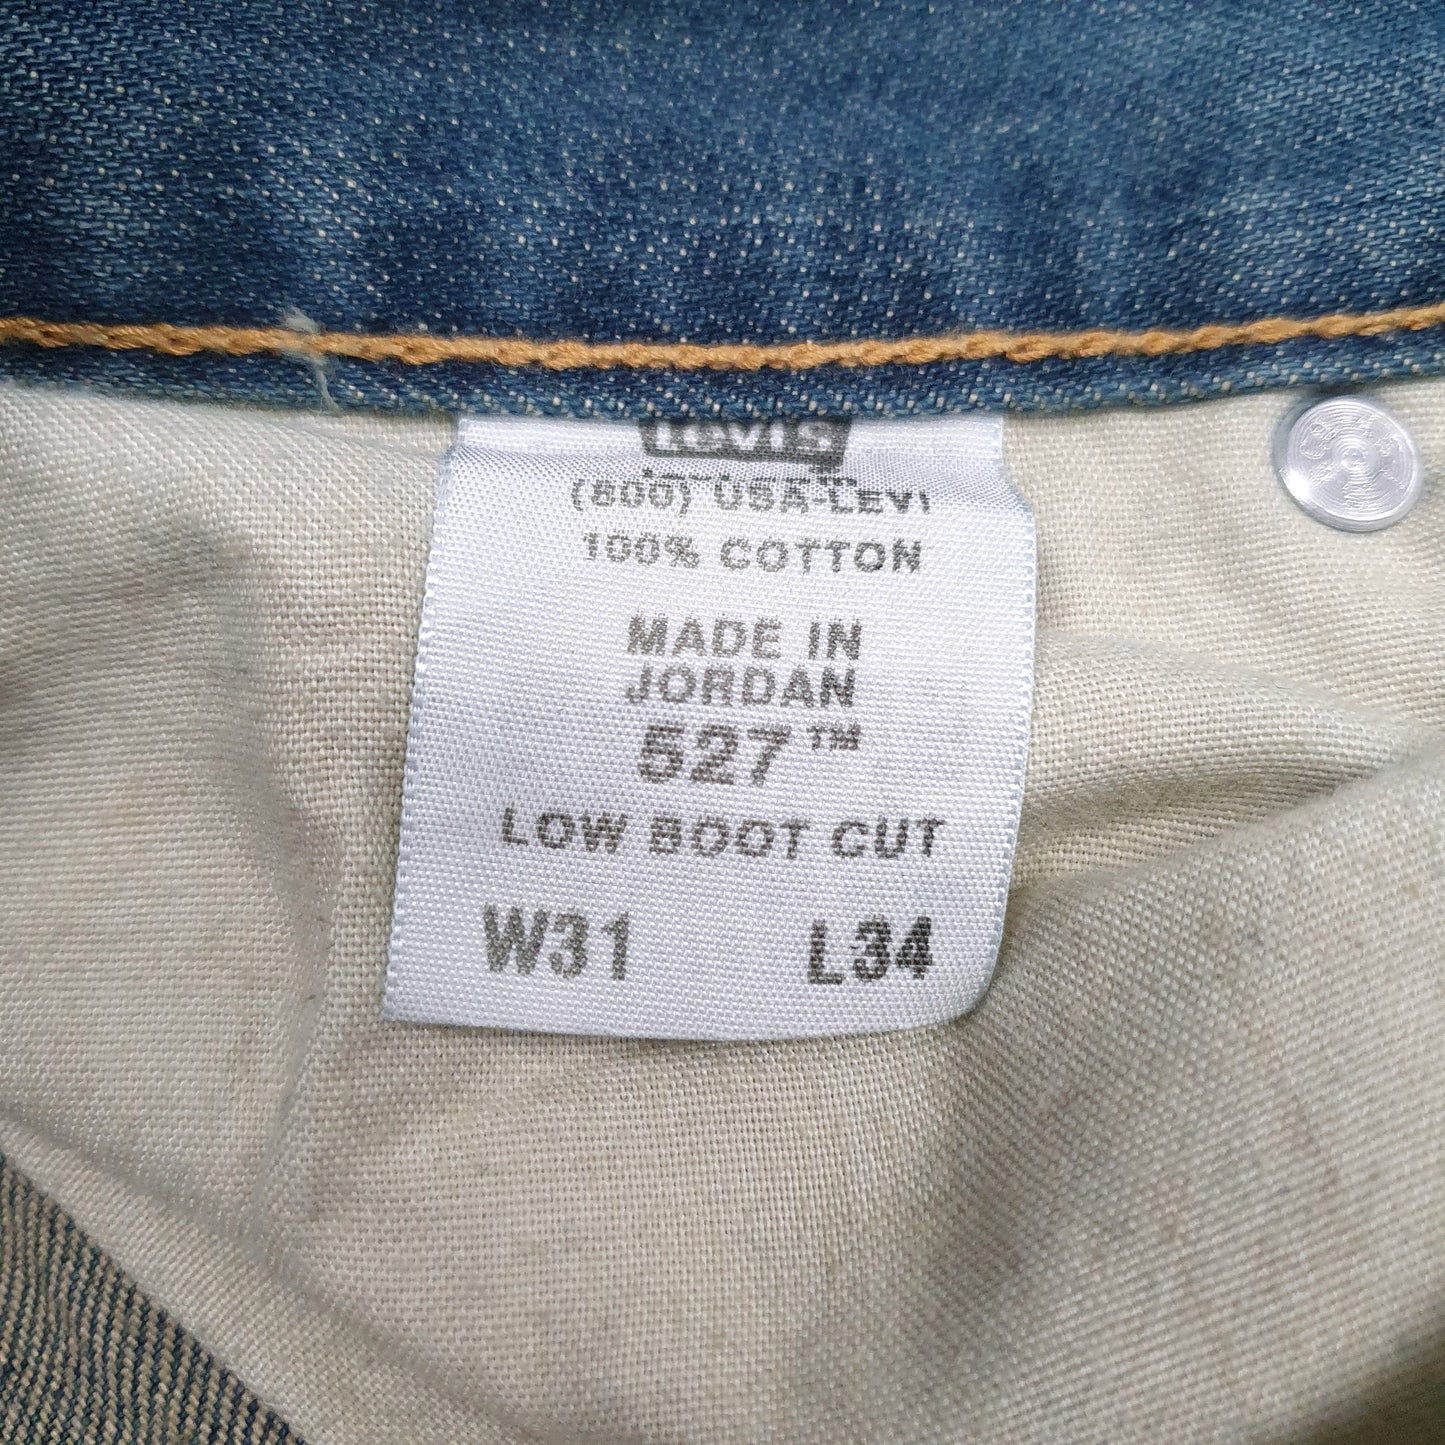 Levi's
(800) USA-LEVI
100% COTTON
MADE IN
JORDAN
527™
LOW BOOT CUT
W31 L34